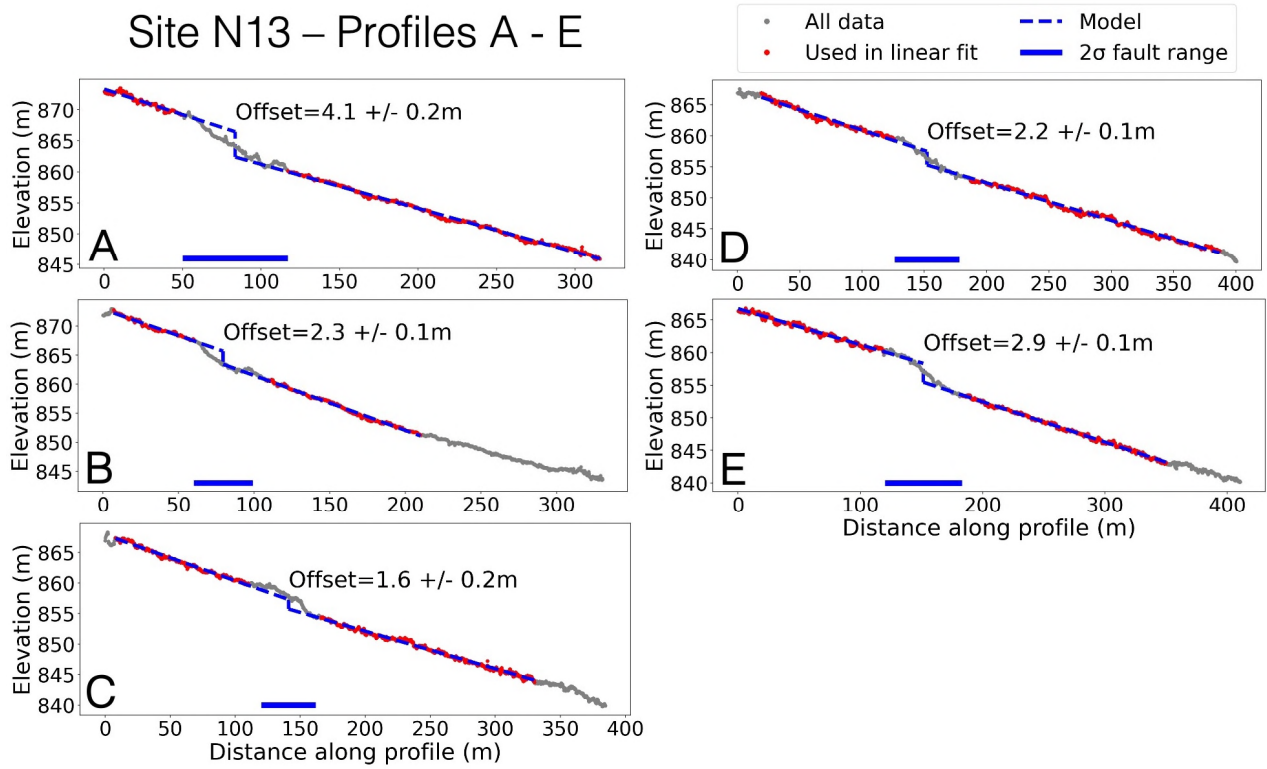 Site N13 – Profiles A - E
All data
Used in linear fit
Model
2σ fault range
Elevation (m)
870
865
860
855
850
845
Offset=4.1 +/- 0.2m
A
0 50 100 150 200 250 300
Elevation (m)
870
865
860
855
850
845
Offset=2.3 +/- 0.1m
B
0 50 100 150 200 250 300
Elevation (m)
865
860
855
850
845
840
Offset=1.6 +/- 0.2m
C
0 50 100 150 200 250 300 350 400
Distance along profile (m)
Elevation (m)
865
860
855
850
845
840
Offset=2.2 +/- 0.1m
D
0 50 100 150 200 250 300 350 400
Elevation (m)
865
860
855
850
845
840
Offset=2.9 +/- 0.1m
E
0 100 200 300 400
Distance along profile (m)